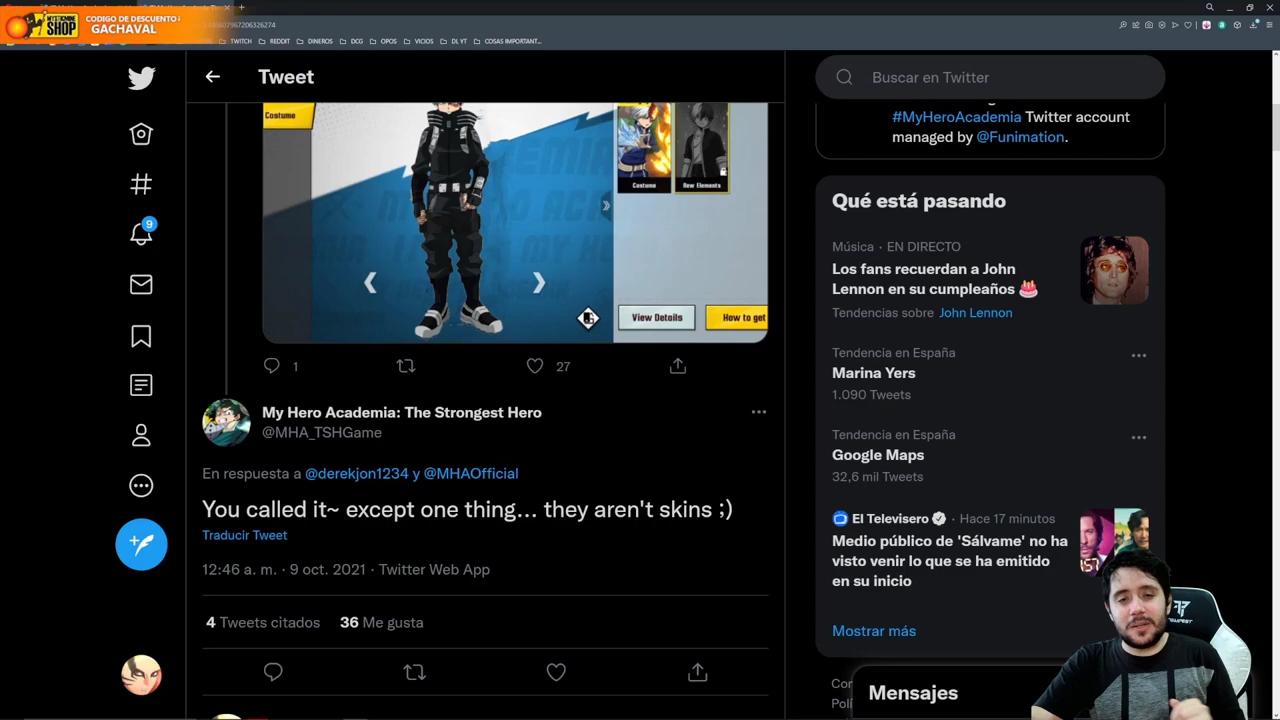 MYSTICMINE
SHOP
CODIGO DE DESCUENTO
GACHAVAL
TWITCH REDDIT DINEROS DCG OPOS VICIOS DL YT COSAS IMPORTANT...
Tweet
Buscar en Twitter
Costume
Costume
New Elements
View Details
How to get
1
27
My Hero Academia: The Strongest Hero
@MHA_TSHGame
En respuesta a @derekjon1234 y @MHAOfficial
You called it~ except one thing... they aren't skins ;)
Traducir Tweet
12:46 a. m. · 9 oct. 2021 · Twitter Web App
4 Tweets citados 36 Me gusta
9
#MyHeroAcademia Twitter account
managed by @Funimation.
Qué está pasando
Música · EN DIRECTO
Los fans recuerdan a John
Lennon en su cumpleaños
Tendencias sobre John Lennon
Tendencia en España
Marina Yers
1.090 Tweets
Tendencia en España
Google Maps
32,6 mil Tweets
El Televisero · Hace 17 minutos
Medio público de 'Sálvame' no ha
visto venir lo que se ha emitido
en su inicio
Mostrar más
Mensajes